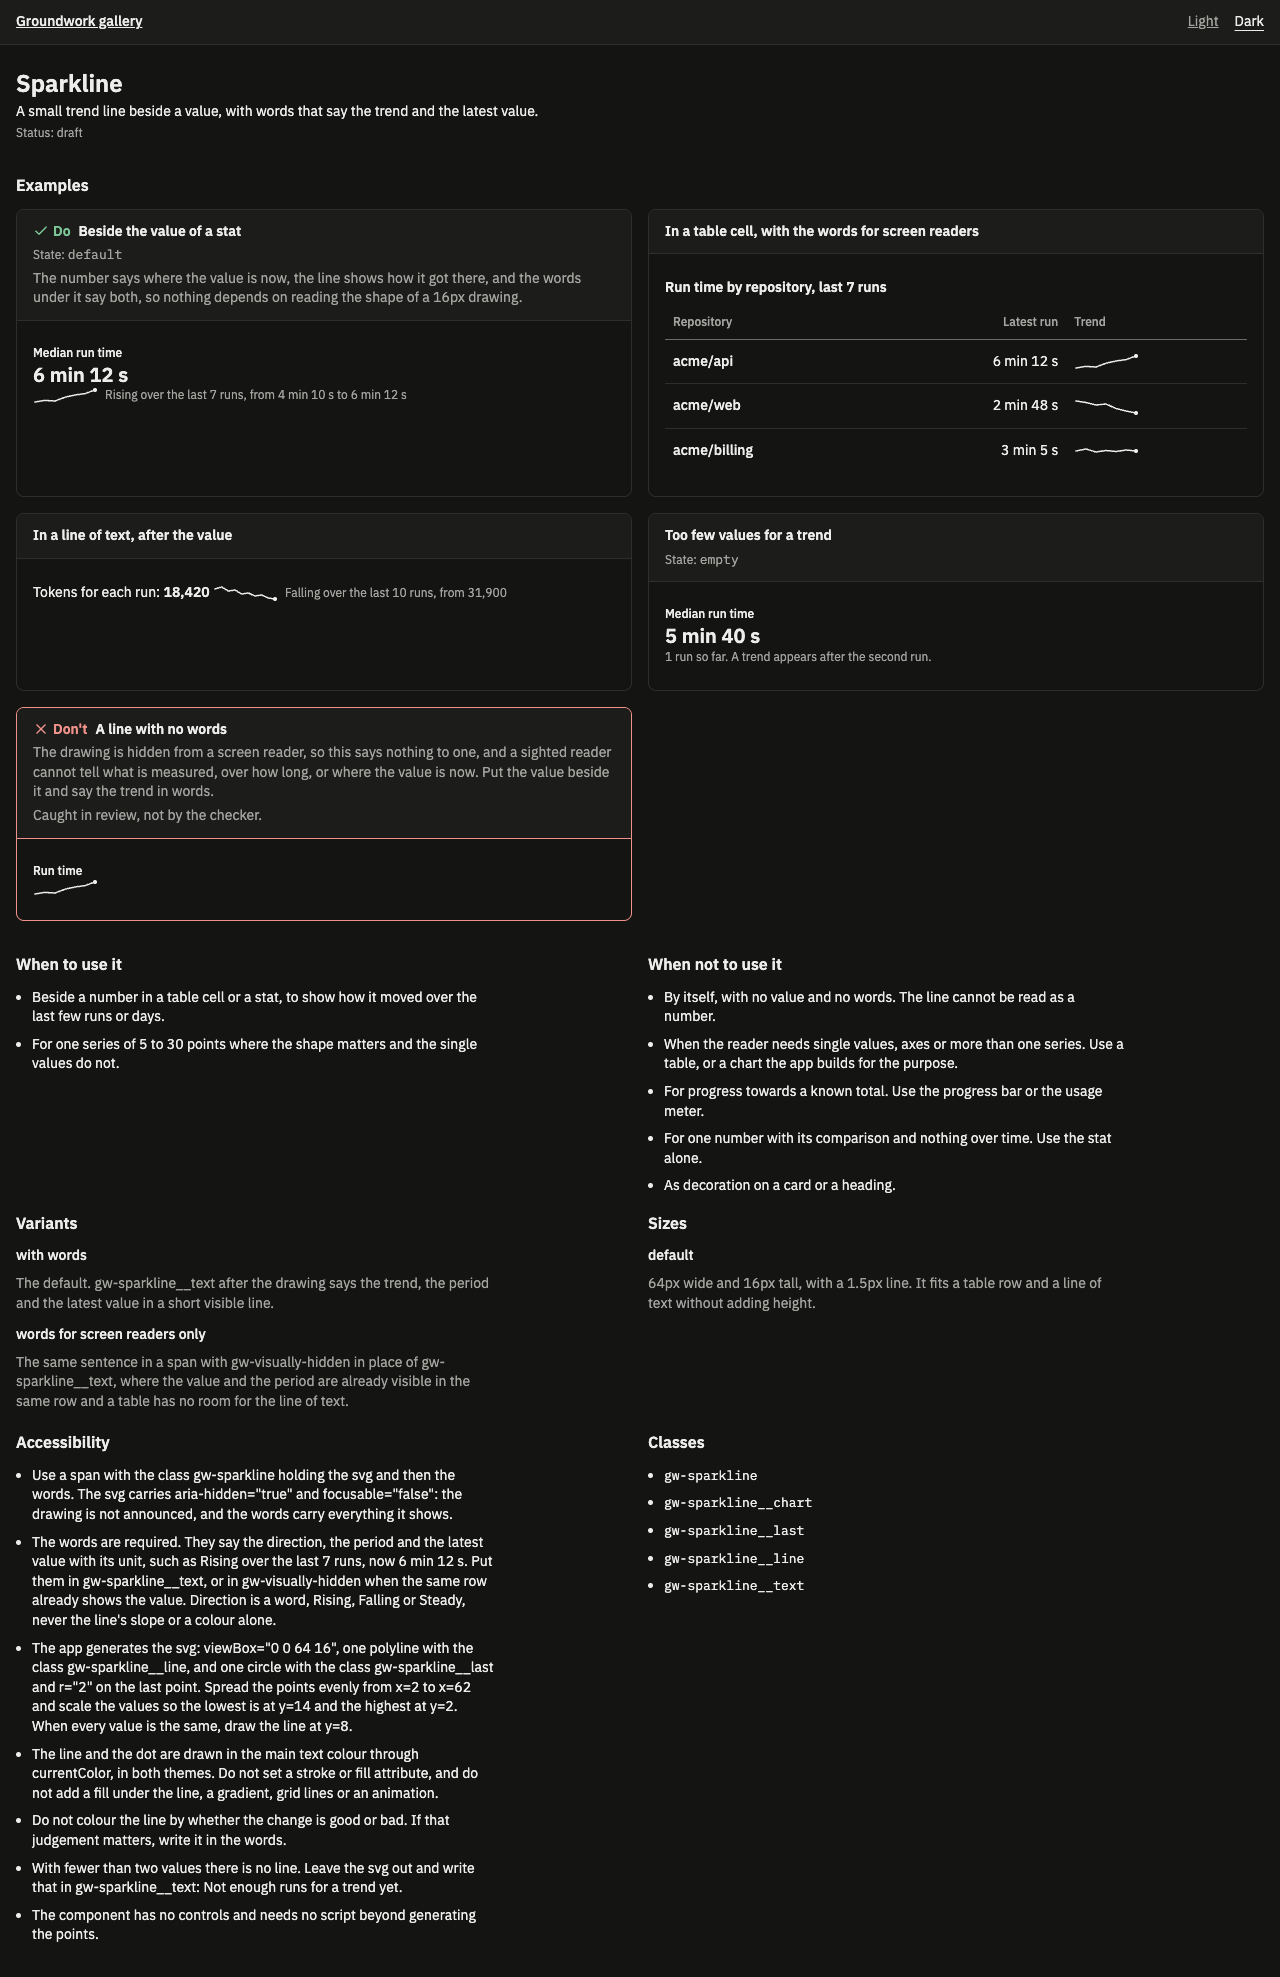 Groundwork gallery
Light Dark
Sparkline
A small trend line beside a value, with words that say the trend and the latest value.
Status: draft
Examples
Do Beside the value of a stat
State: default
The number says where the value is now, the line shows how it got there, and the words
under it say both, so nothing depends on reading the shape of a 16px drawing.
Median run time
6 min 12 s
Rising over the last 7 runs, from 4 min 10 s to 6 min 12 s
In a table cell, with the words for screen readers
Run time by repository, last 7 runs
Repository Latest run Trend
acme/api 6 min 12 s
acme/web 2 min 48 s
acme/billing 3 min 5 s
In a line of text, after the value
Tokens for each run: 18,420 Falling over the last 10 runs, from 31,900
Too few values for a trend
State: empty
Median run time
5 min 40 s
1 run so far. A trend appears after the second run.
Don't A line with no words
The drawing is hidden from a screen reader, so this says nothing to one, and a sighted reader
cannot tell what is measured, over how long, or where the value is now. Put the value beside
it and say the trend in words.
Caught in review, not by the checker.
Run time
When to use it
Beside a number in a table cell or a stat, to show how it moved over the
last few runs or days.
For one series of 5 to 30 points where the shape matters and the single
values do not.
When not to use it
By itself, with no value and no words. The line cannot be read as a
number.
When the reader needs single values, axes or more than one series. Use a
table, or a chart the app builds for the purpose.
For progress towards a known total. Use the progress bar or the usage
meter.
For one number with its comparison and nothing over time. Use the stat
alone.
As decoration on a card or a heading.
Variants
with words
The default. gw-sparkline__text after the drawing says the trend, the period
and the latest value in a short visible line.
words for screen readers only
The same sentence in a span with gw-visually-hidden in place of gw-
sparkline__text, where the value and the period are already visible in the
same row and a table has no room for the line of text.
Sizes
default
64px wide and 16px tall, with a 1.5px line. It fits a table row and a line of
text without adding height.
Accessibility
Use a span with the class gw-sparkline holding the svg and then the
words. The svg carries aria-hidden="true" and focusable="false": the
drawing is not announced, and the words carry everything it shows.
The words are required. They say the direction, the period and the latest
value with its unit, such as Rising over the last 7 runs, now 6 min 12 s. Put
them in gw-sparkline__text, or in gw-visually-hidden when the same row
already shows the value. Direction is a word, Rising, Falling or Steady,
never the line's slope or a colour alone.
The app generates the svg: viewBox="0 0 64 16", one polyline with the
class gw-sparkline__line, and one circle with the class gw-sparkline__last
and r="2" on the last point. Spread the points evenly from x=2 to x=62
and scale the values so the lowest is at y=14 and the highest at y=2.
When every value is the same, draw the line at y=8.
The line and the dot are drawn in the main text colour through
currentColor, in both themes. Do not set a stroke or fill attribute, and do
not add a fill under the line, a gradient, grid lines or an animation.
Do not colour the line by whether the change is good or bad. If that
judgement matters, write it in the words.
With fewer than two values there is no line. Leave the svg out and write
that in gw-sparkline__text: Not enough runs for a trend yet.
The component has no controls and needs no script beyond generating
the points.
Classes
gw-sparkline
gw-sparkline__chart
gw-sparkline__last
gw-sparkline__line
gw-sparkline__text